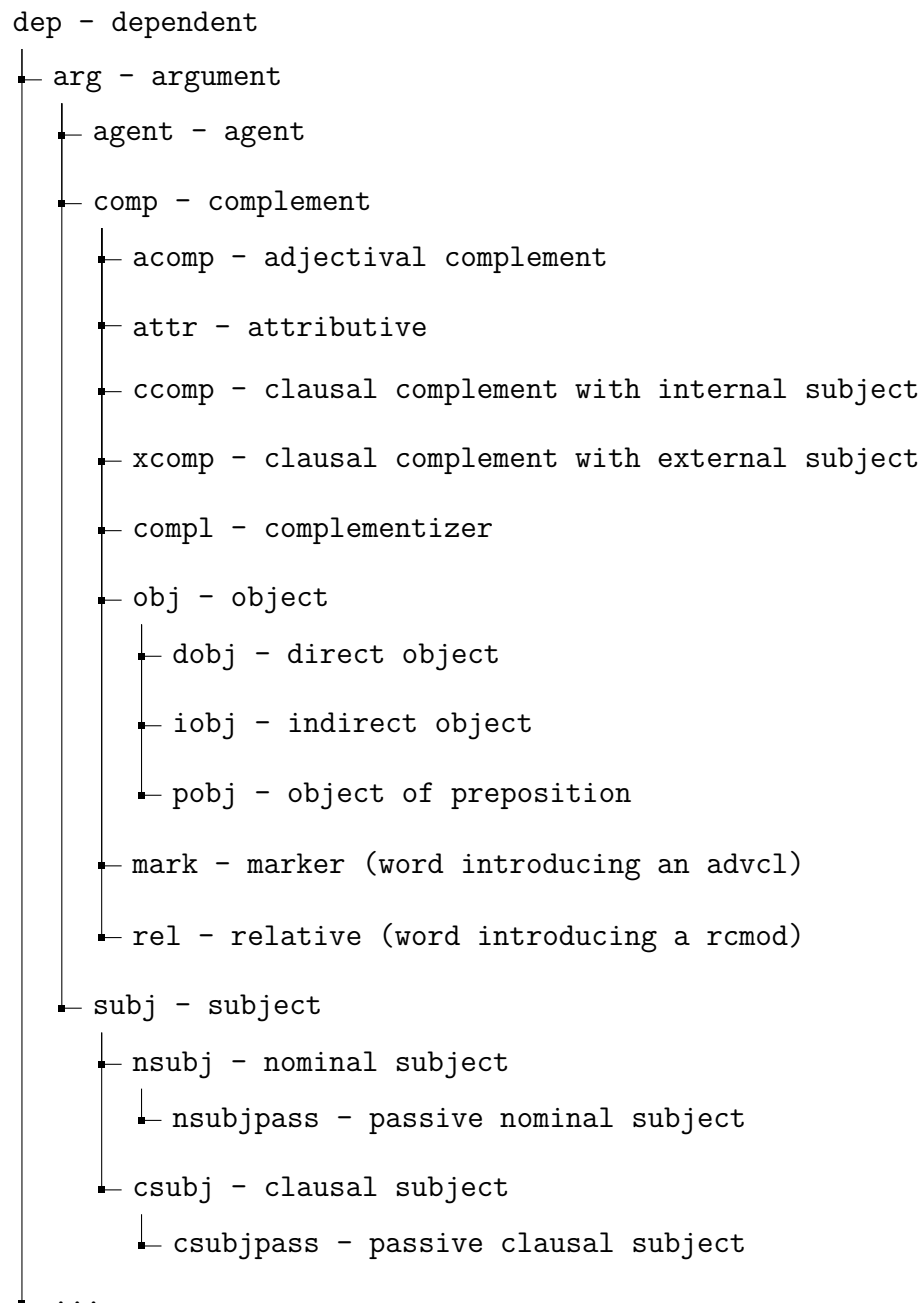 dep - dependent
arg - argument
agent - agent
comp - complement
acomp - adjectival complement
attr - attributive
ccomp - clausal complement with internal subject
xcomp - clausal complement with external subject
compl - complementizer
obj - object
dobj - direct object
iobj - indirect object
pobj - object of preposition
mark - marker (word introducing an advcl)
rel - relative (word introducing a rcmod)
subj - subject
nsubj - nominal subject
nsubjpass - passive nominal subject
csubj - clausal subject
csubjpass - passive clausal subject
...